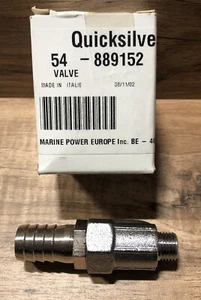 Quicksilve
54 - 889152
VALVE
MADE IN ITALIE 28/11/02
MARINE POWER EUROPE Inc. BE - 4